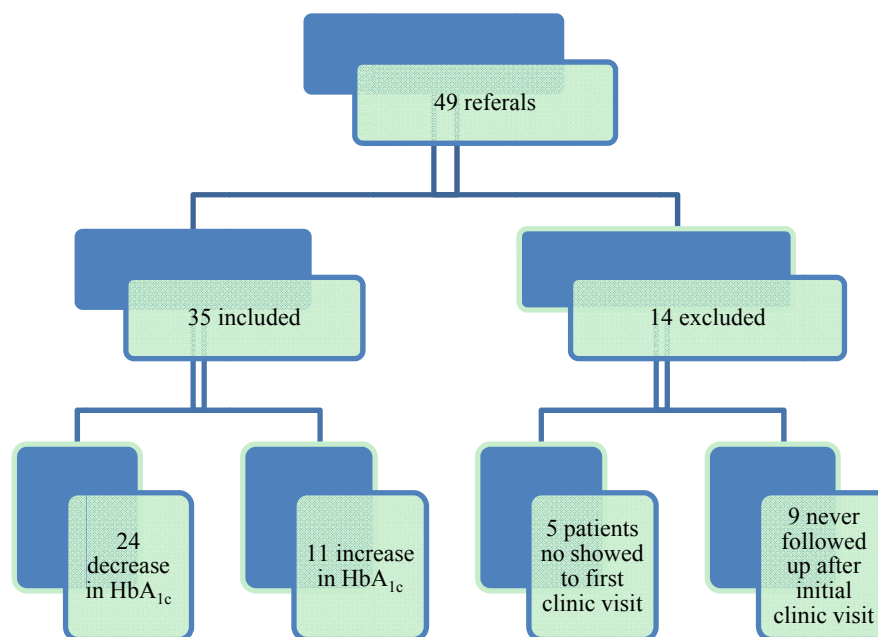 49 referals
35 included
14 excluded
24
decrease
in HbA1c
11 increase
in HbA1c
5 patients
no showed
to first
clinic visit
9 never
followed
up after
initial
clinic visit